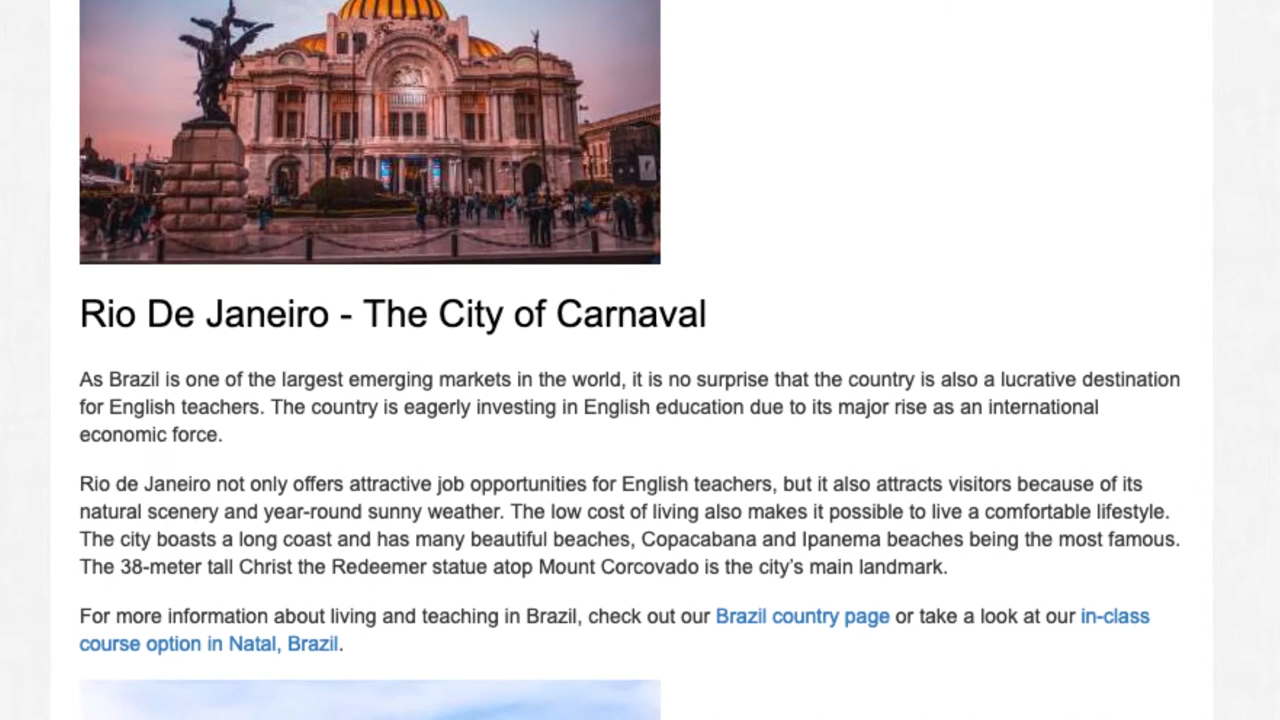 Rio De Janeiro - The City of Carnaval
As Brazil is one of the largest emerging markets in the world, it is no surprise that the country is also a lucrative destination
for English teachers. The country is eagerly investing in English education due to its major rise as an international
economic force.
Rio de Janeiro not only offers attractive job opportunities for English teachers, but it also attracts visitors because of its
natural scenery and year-round sunny weather. The low cost of living also makes it possible to live a comfortable lifestyle.
The city boasts a long coast and has many beautiful beaches, Copacabana and Ipanema beaches being the most famous.
The 38-meter tall Christ the Redeemer statue atop Mount Corcovado is the city’s main landmark.
For more information about living and teaching in Brazil, check out our Brazil country page or take a look at our in-class
course option in Natal, Brazil.